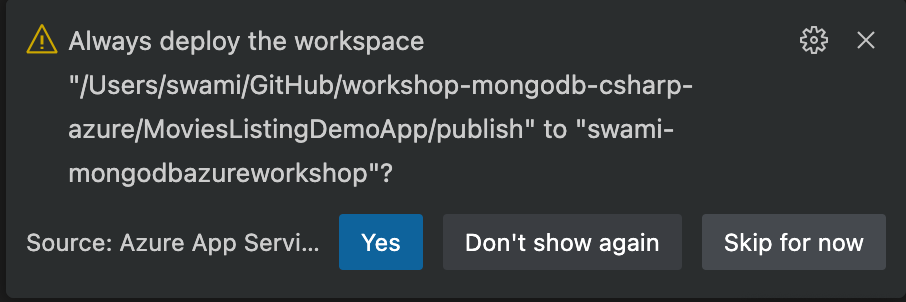 Always deploy the workspace
"/Users/swami/GitHub/workshop-mongodb-csharp-
azure/MoviesListingDemoApp/publish" to "swami-
mongodbazureworkshop"?
Source: Azure App Servi... Yes Don't show again Skip for now